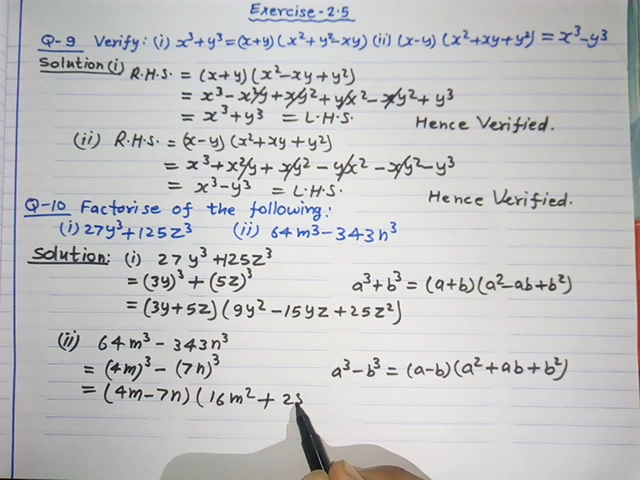 Exercise-2.5
Q-9 Verify: (i) x³+y³=(x+y)(x²+y²-xy) (ii) (x-y)(x²+xy+y²) = x³-y³
Solution(i) R.H.S. = (x+y)(x²-xy+y²)
= x³-x²y+xy²+yx²-xy²+y³
= x³+y³ = L.H.S. Hence Verified.
(ii) R.H.S. = (x-y)(x²+xy+y²)
= x³+x²y+xy²-yx²-xy²-y³
= x³-y³ = L.H.S. Hence Verified.
Q-10 Factorise of the following:
(i) 27y³+125z³ (ii) 64m³-343n³
Solution: (i) 27y³+125z³
= (3y)³+(5z)³ a³+b³ = (a+b)(a²-ab+b²)
= (3y+5z)(9y²-15yz+25z²)
(ii) 64m³-343n³
= (4m)³-(7n)³ a³-b³ = (a-b)(a²+ab+b²)
= (4m-7n)(16m²+2